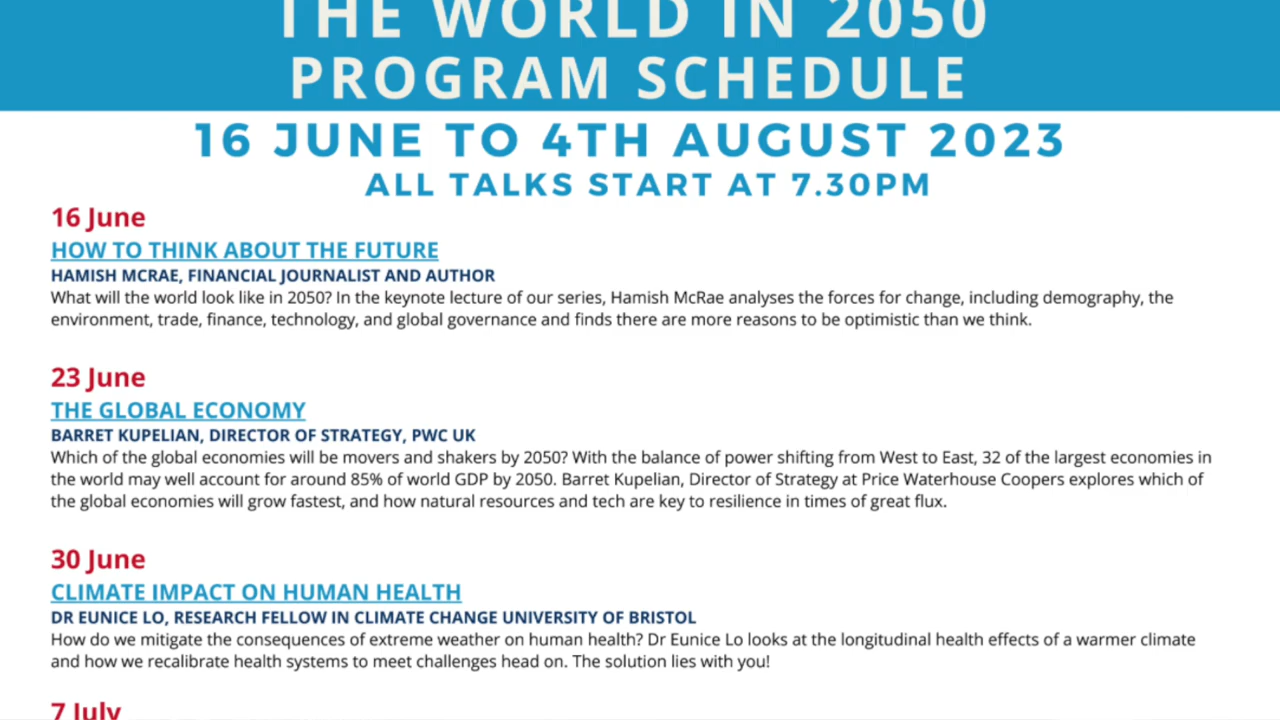 THE WORLD IN 2050
PROGRAM SCHEDULE
16 JUNE TO 4TH AUGUST 2023
ALL TALKS START AT 7.30PM
16 June
HOW TO THINK ABOUT THE FUTURE
HAMISH MCRAE, FINANCIAL JOURNALIST AND AUTHOR
What will the world look like in 2050? In the keynote lecture of our series, Hamish McRae analyses the forces for change, including demography, the
environment, trade, finance, technology, and global governance and finds there are more reasons to be optimistic than we think.
23 June
THE GLOBAL ECONOMY
BARRET KUPELIAN, DIRECTOR OF STRATEGY, PWC UK
Which of the global economies will be movers and shakers by 2050? With the balance of power shifting from West to East, 32 of the largest economies in
the world may well account for around 85% of world GDP by 2050. Barret Kupelian, Director of Strategy at Price Waterhouse Coopers explores which of
the global economies will grow fastest, and how natural resources and tech are key to resilience in times of great flux.
30 June
CLIMATE IMPACT ON HUMAN HEALTH
DR EUNICE LO, RESEARCH FELLOW IN CLIMATE CHANGE UNIVERSITY OF BRISTOL
How do we mitigate the consequences of extreme weather on human health? Dr Eunice Lo looks at the longitudinal health effects of a warmer climate
and how we recalibrate health systems to meet challenges head on. The solution lies with you!
7 July